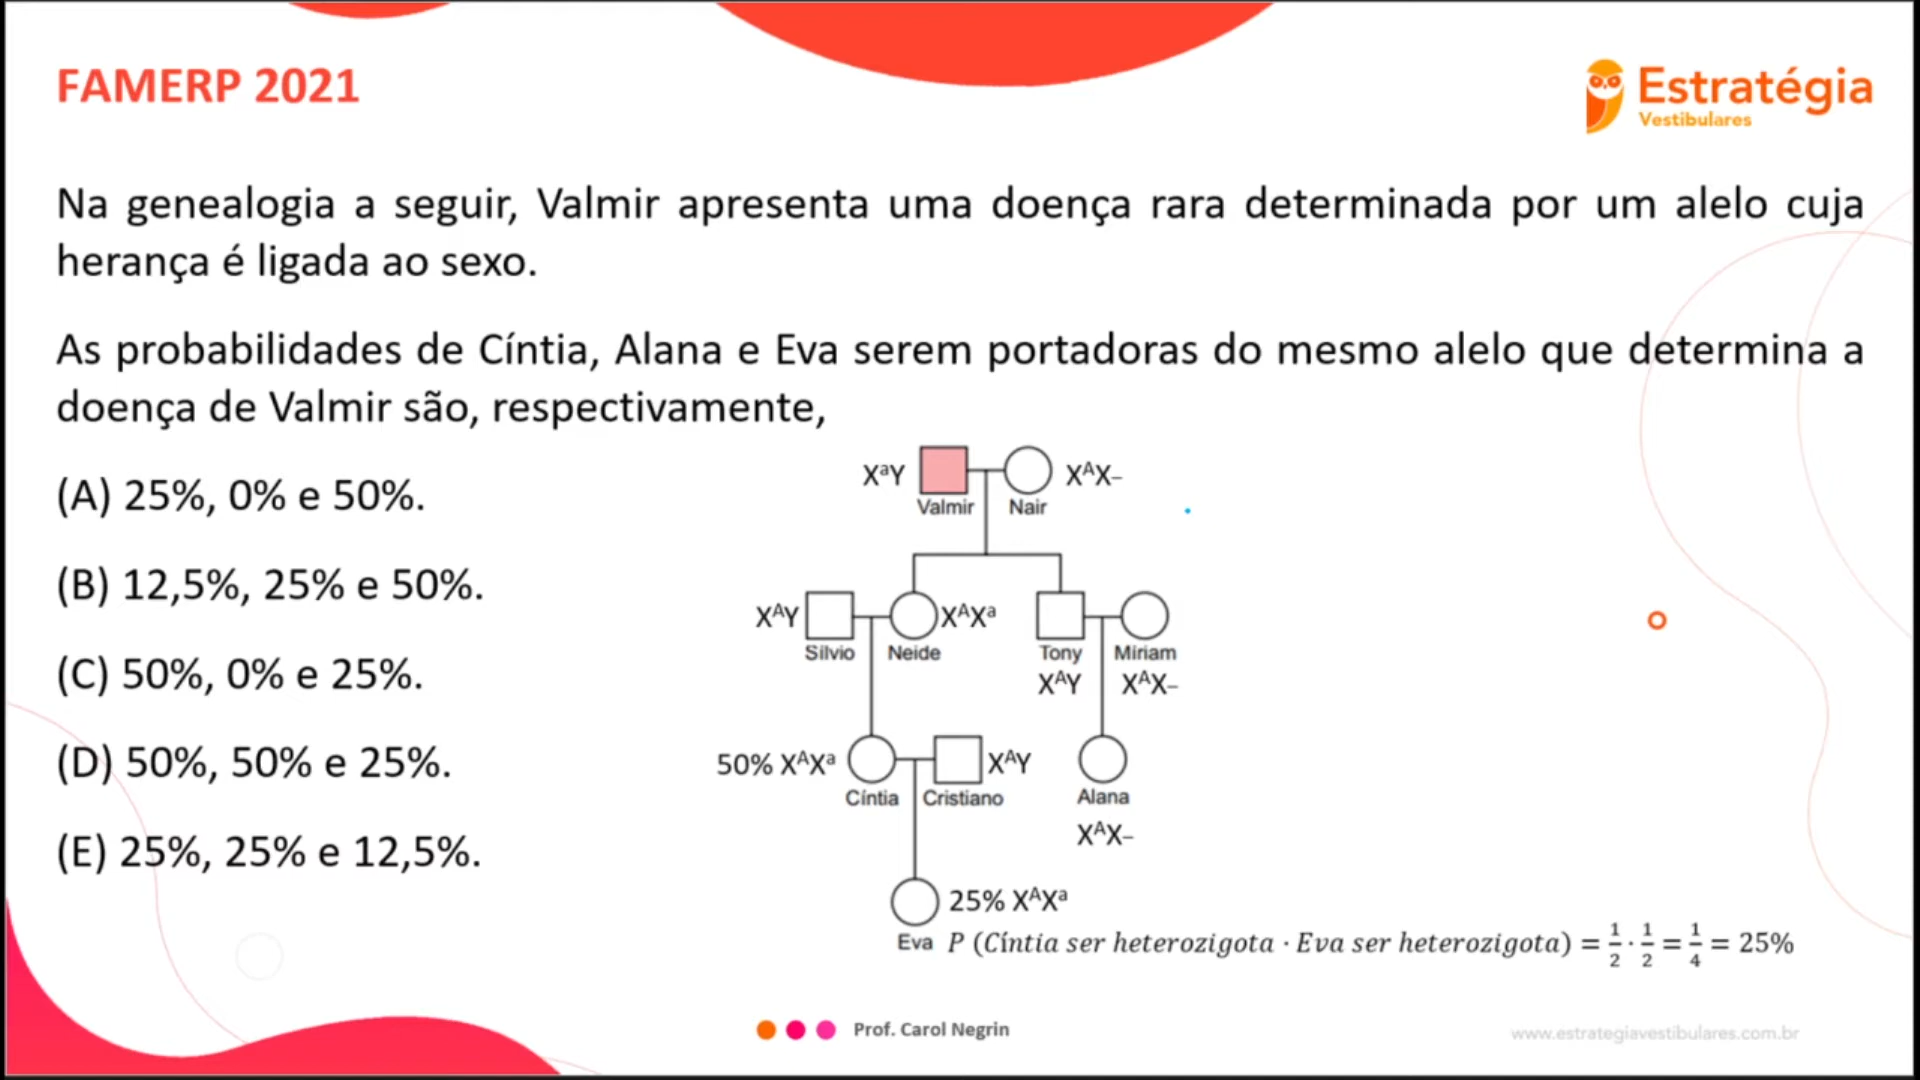 FAMERP 2021
Estratégia
Vestibulares
Na genealogia a seguir, Valmir apresenta uma doença rara determinada por um alelo cuja
herança é ligada ao sexo.
As probabilidades de Cíntia, Alana e Eva serem portadoras do mesmo alelo que determina a
doença de Valmir são, respectivamente,
(A) 25%, 0% e 50%.
(B) 12,5%, 25% e 50%.
(C) 50%, 0% e 25%.
(D) 50%, 50% e 25%.
(E) 25%, 25% e 12,5%.
XᵃY XᴬX–
Valmir Nair
XᴬY XᴬXᵃ
Sílvio Neide Tony Míriam
XᴬY XᴬX–
50% XᴬXᵃ XᴬY
Cíntia Cristiano Alana
XᴬX–
25% XᴬXᵃ
Eva P (Cíntia ser heterozigota · Eva ser heterozigota) = 1/2 · 1/2 = 1/4 = 25%
Prof. Carol Negrin
www.estrategiavestibulares.com.br